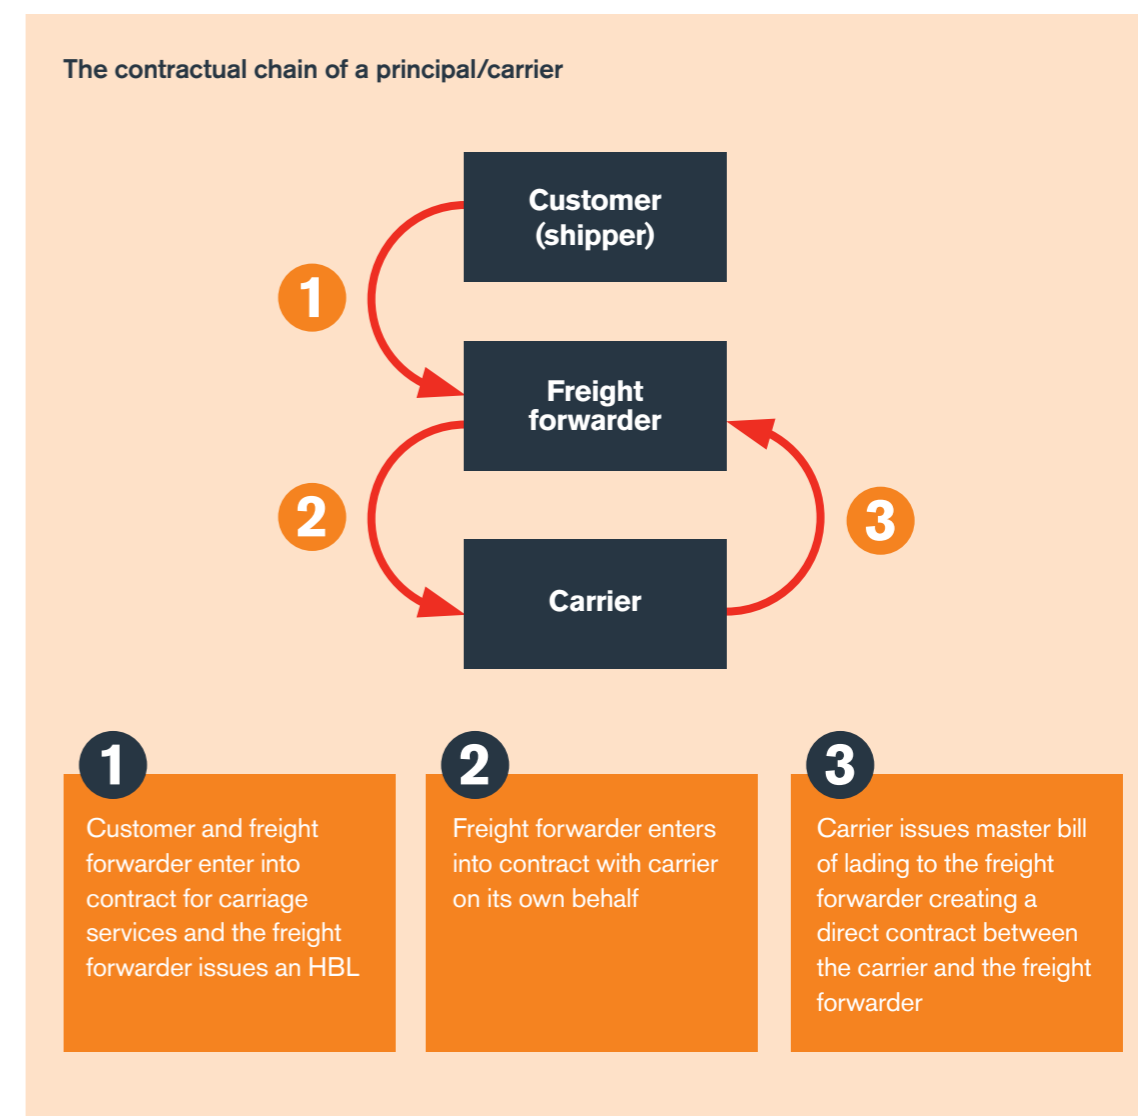 The contractual chain of a principal/carrier
Customer
(shipper)
1
Freight
forwarder
2
3
Carrier
1
Customer and freight
forwarder enter into
contract for carriage
services and the freight
forwarder issues an HBL
2
Freight forwarder enters
into contract with carrier
on its own behalf
3
Carrier issues master bill
of lading to the freight
forwarder creating a
direct contract between
the carrier and the freight
forwarder